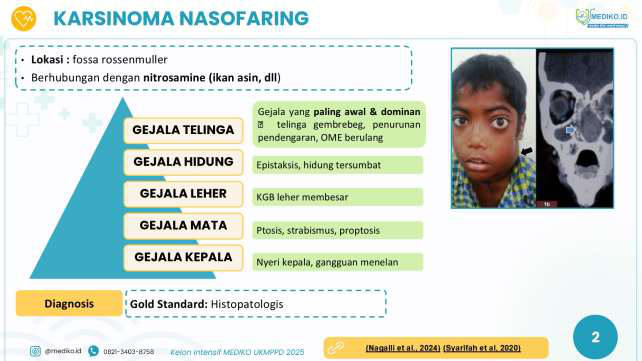 KARSINOMA NASOFARING
MEDIKO.ID
• Lokasi : fossa rossenmuller
• Berhubungan dengan nitrosamine (ikan asin, dll)
GEJALA TELINGA
Gejala yang paling awal & dominan
telinga gembrebeg, penurunan
pendengaran, OME berulang
GEJALA HIDUNG
Epistaksis, hidung tersumbat
GEJALA LEHER
KGB leher membesar
GEJALA MATA
Ptosis, strabismus, proptosis
GEJALA KEPALA
Nyeri kepala, gangguan menelan
1b
Diagnosis
Gold Standard: Histopatologis
@mediko.id
0821-3403-8758
Kelon Intensif MEDIKO UKMPPD 2025
(Nagalli et al., 2024) (Syarifah et al, 2020)
2